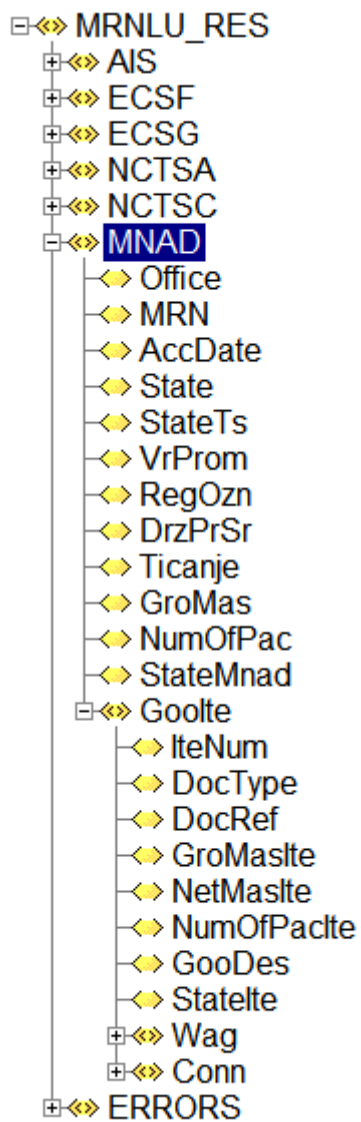 MRNLU_RES
AIS
ECSF
ECSG
NCTSA
NCTSC
MNAD
Office
MRN
AccDate
State
StateTs
VrProm
RegOzn
DrzPrSr
Ticanje
GroMas
NumOfPac
StateMnad
GooIte
IteNum
DocType
DocRef
GroMasIte
NetMasIte
NumOfPacIte
GooDes
StateIte
Wag
Conn
ERRORS